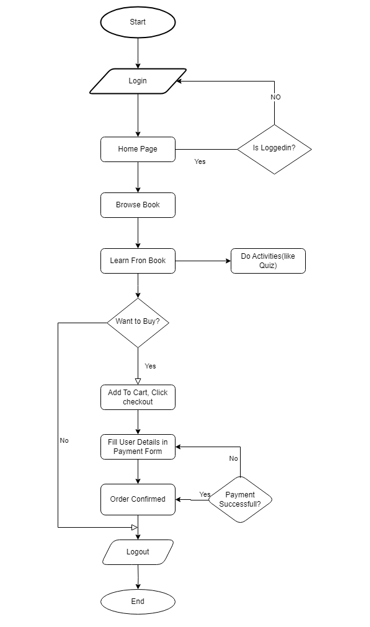 Start
Login
NO
Home Page
Is Loggedin?
Yes
Browse Book
Learn Fron Book
Do Activities(like
Quiz)
Want to Buy?
Yes
Add To Cart, Click
checkout
No
Fill User Details in
Payment Form
No
Order Confirmed
Yes
Payment
Successfull?
Logout
End